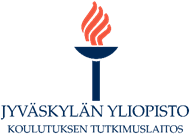 JYVÄSKYLÄN YLIOPISTO
KOULUTUKSEN TUTKIMUSLAITOS